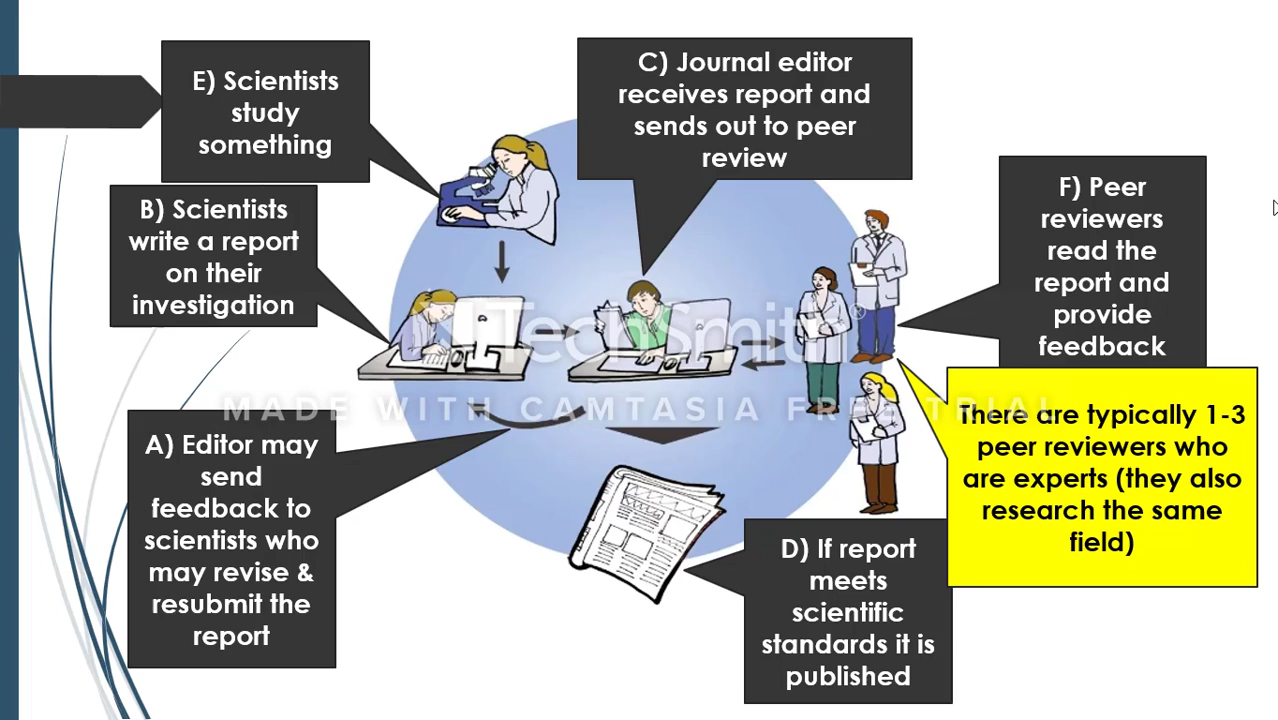 E) Scientists
study
something
C) Journal editor
receives report and
sends out to peer
review
B) Scientists
write a report
on their
investigation
F) Peer
reviewers
read the
report and
provide
feedback
TechSmith®
MADE WITH CAMTASIA FREE TRIAL
There are typically 1-3
peer reviewers who
are experts (they also
research the same
field)
A) Editor may
send
feedback to
scientists who
may revise &
resubmit the
report
D) If report
meets
scientific
standards it is
published